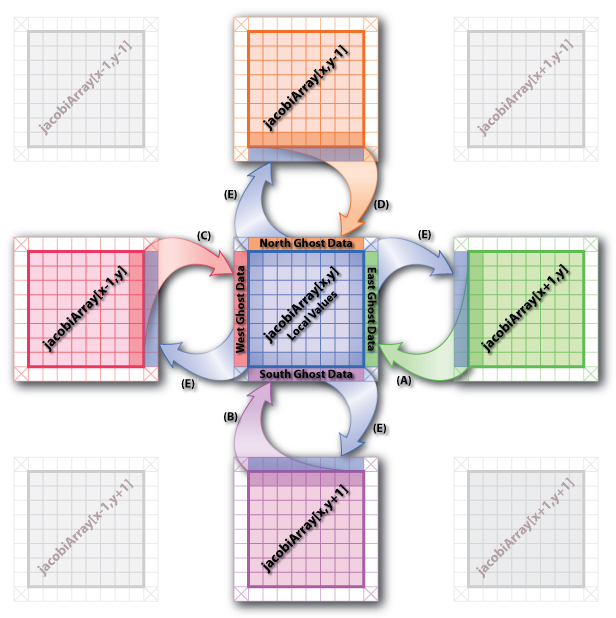 jacobiArray[x-1,y-1]
jacobiArray[x,y-1]
jacobiArray[x+1,y-1]
(E)
(D)
(C)
(E)
North Ghost Data
jacobiArray[x-1,y]
West Ghost Data
jacobiArray[x,y]
Local Values
East Ghost Data
jacobiArray[x+1,y]
South Ghost Data
(E)
(A)
(B)
(E)
jacobiArray[x-1,y+1]
jacobiArray[x,y+1]
jacobiArray[x+1,y+1]